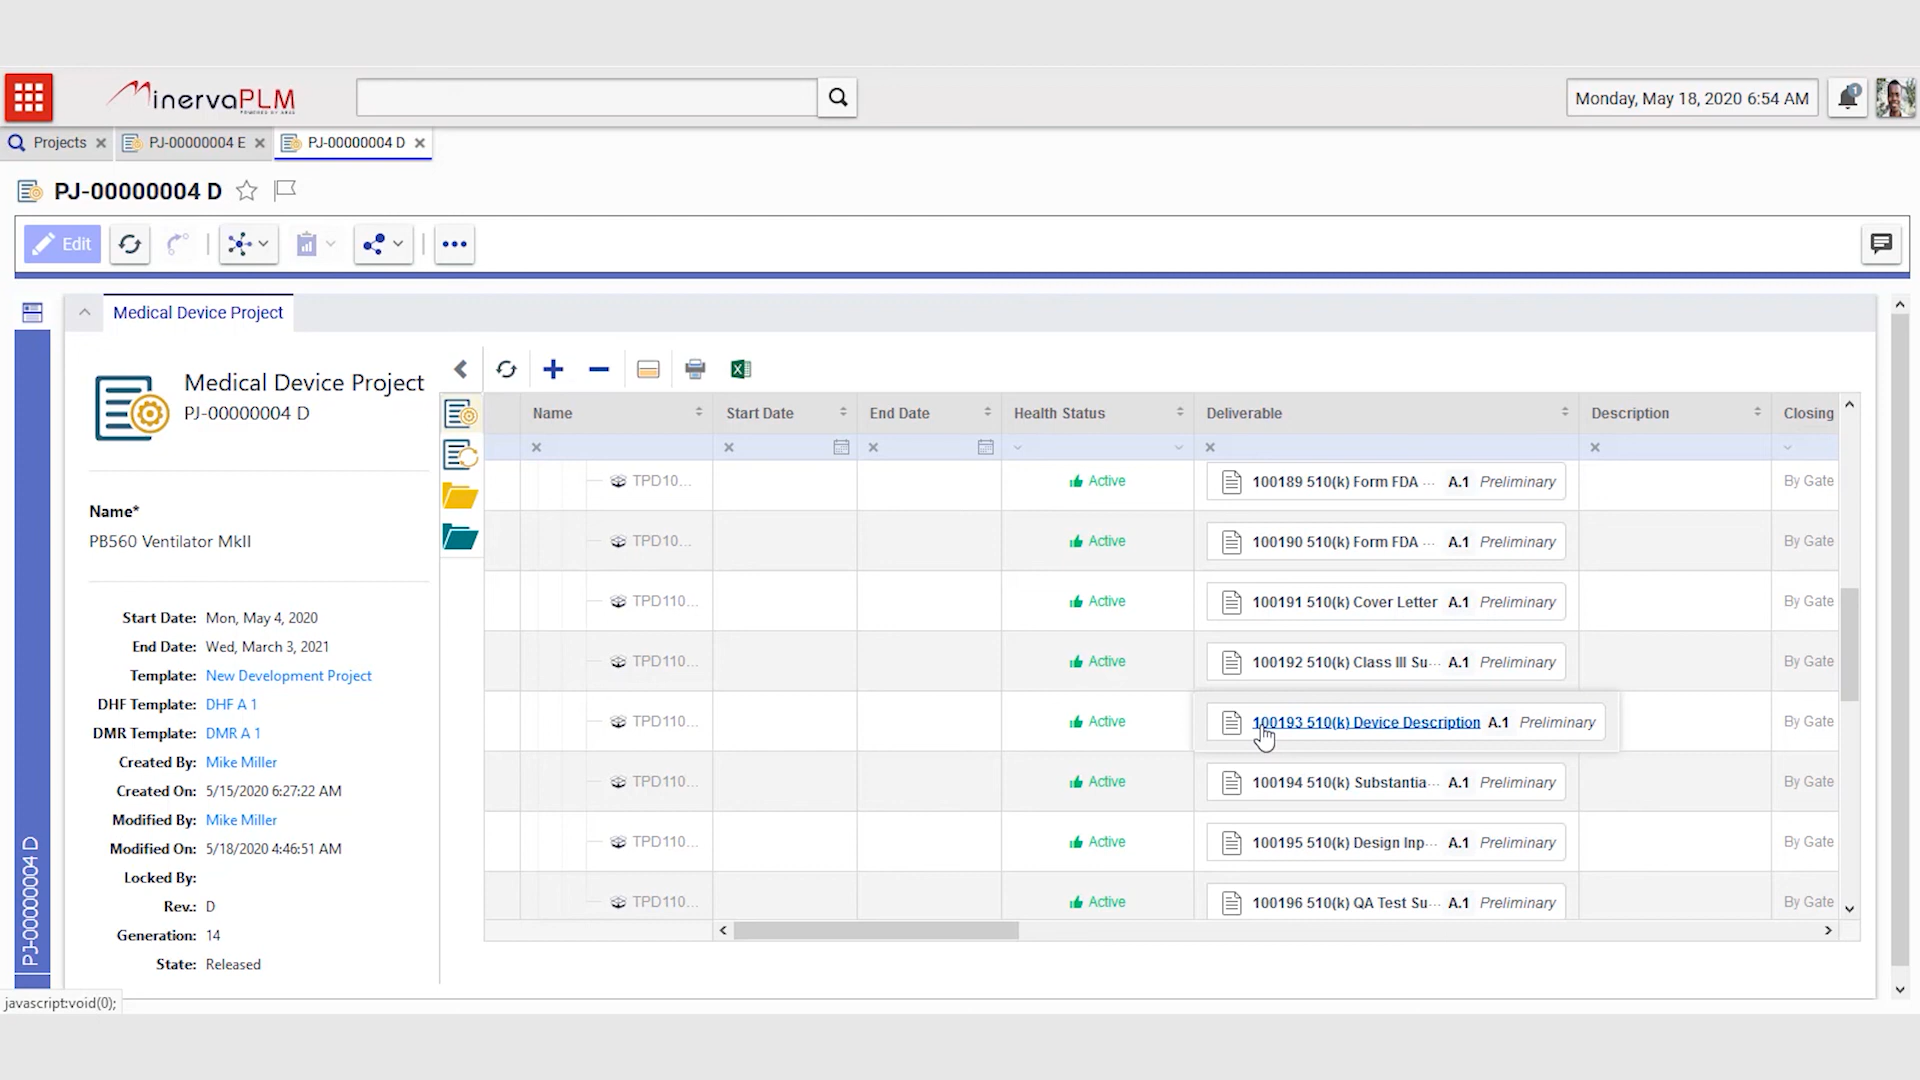 MinervaPLM
Monday, May 18, 2020 6:54 AM
1
Projects
PJ-00000004 E
PJ-00000004 D
PJ-00000004 D
Edit
Medical Device Project
Medical Device Project
PJ-00000004 D
Name*
PB560 Ventilator MkII
Start Date: Mon, May 4, 2020
End Date: Wed, March 3, 2021
Template: New Development Project
DHF Template: DHF A 1
DMR Template: DMR A 1
Created By: Mike Miller
Created On: 5/15/2020 6:27:22 AM
Modified By: Mike Miller
Modified On: 5/18/2020 4:46:51 AM
Locked By:
Rev.: D
Generation: 14
State: Released
PJ-00000004 D
Name Start Date End Date Health Status Deliverable Description Closing
TPD10... Active 100189 510(k) Form FDA ... A.1 Preliminary By Gate
TPD10... Active 100190 510(k) Form FDA ... A.1 Preliminary By Gate
TPD110... Active 100191 510(k) Cover Letter A.1 Preliminary By Gate
TPD110... Active 100192 510(k) Class III Su... A.1 Preliminary By Gate
TPD110... Active 100193 510(k) Device Description A.1 Preliminary By Gate
TPD110... Active 100194 510(k) Substantia... A.1 Preliminary By Gate
TPD110... Active 100195 510(k) Design Inp... A.1 Preliminary By Gate
TPD110... Active 100196 510(k) QA Test Su... A.1 Preliminary By Gate
javascript:void(0);